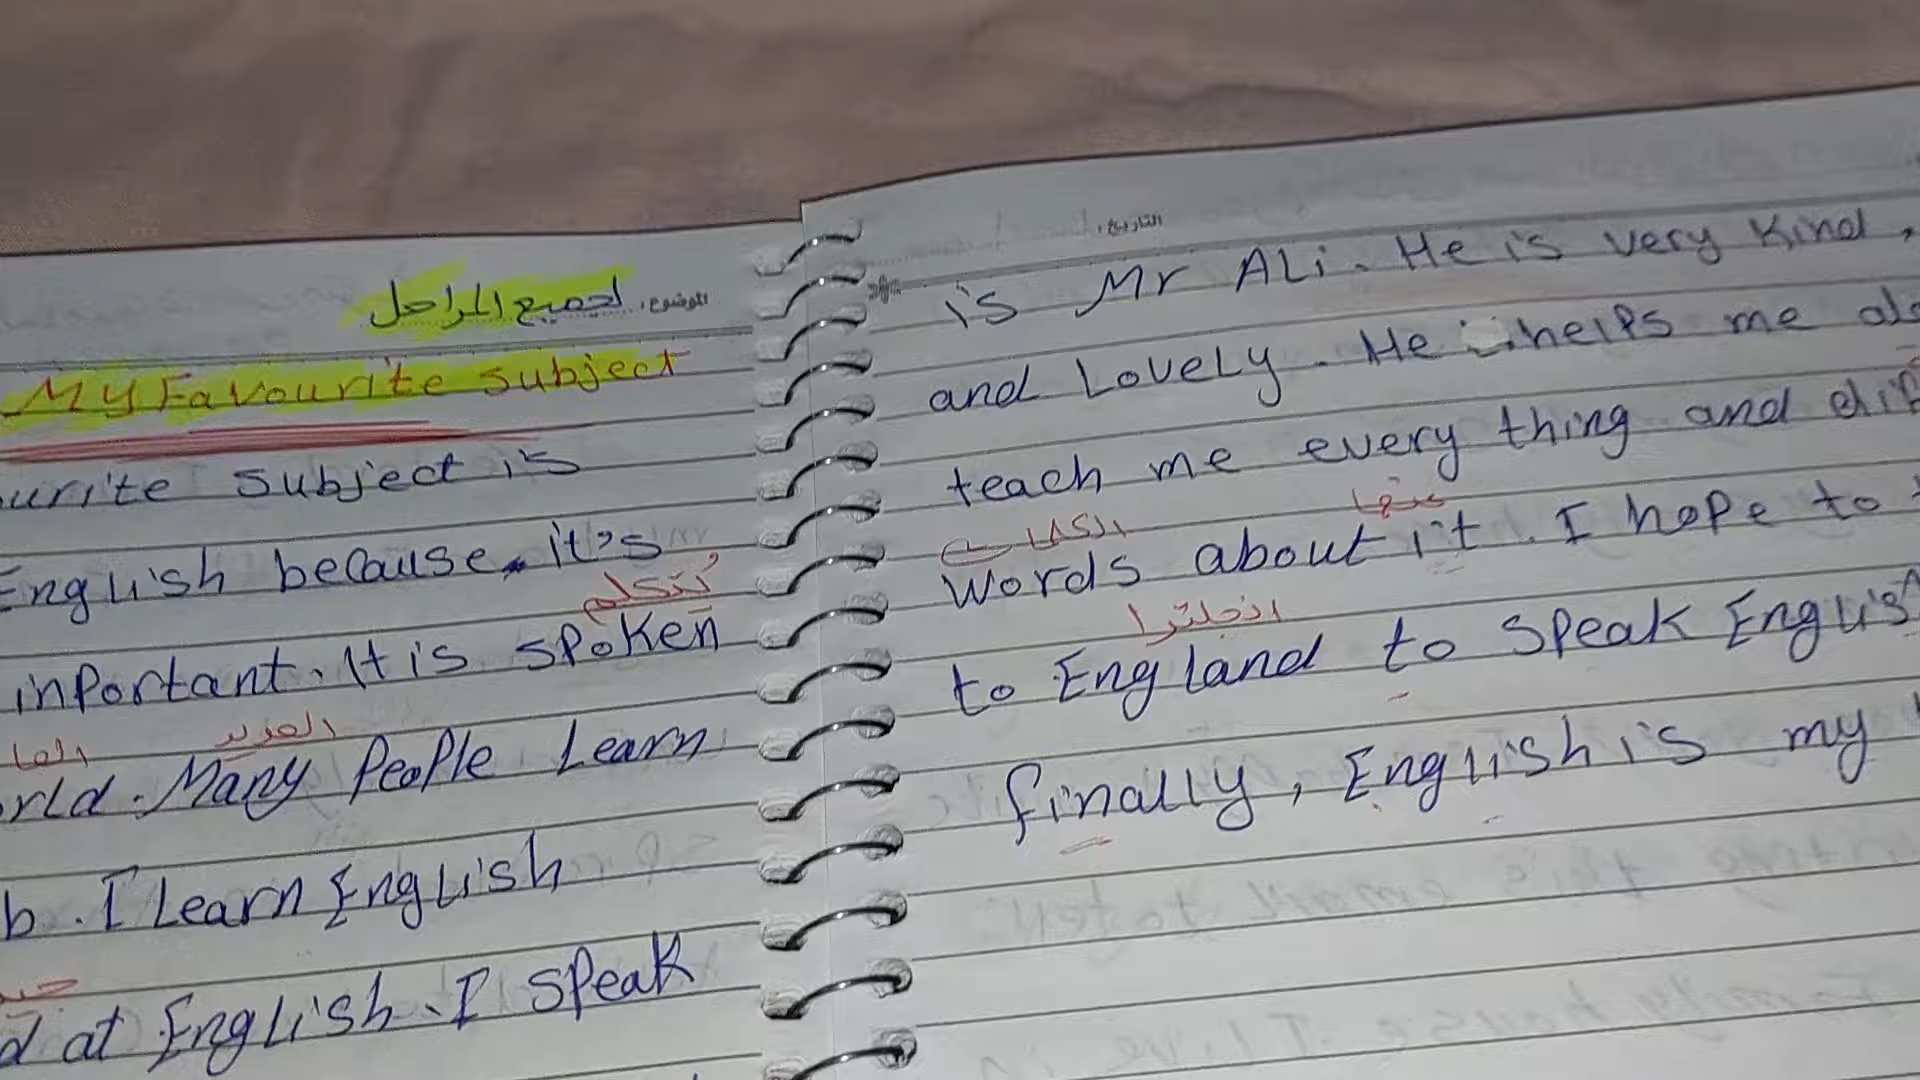 الموضوع: لجميع المراحل
My Favourite subject
urite subject is
English because it's
نتكلم
inportant. It is spoken
العديد
rld. Many People Learn
b. I Learn English
d at English. I speak
التاريخ:
is Mr ALi. He is very kind,
and Lovely. He helps me
teach me every thing and
عنها
words about it. I hope to
انجلترا
to England to speak English
finally, English is my